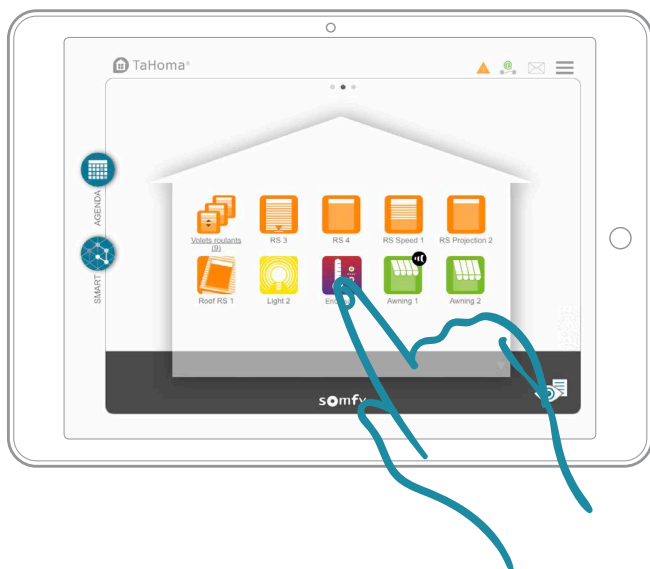 TaHoma®
AGENDA
SMART
Volets roulants
(9)
RS 3
RS 4
RS Speed 1
RS Projection 2
Roof RS 1
Light 2
Awning 1
Awning 2
somfy